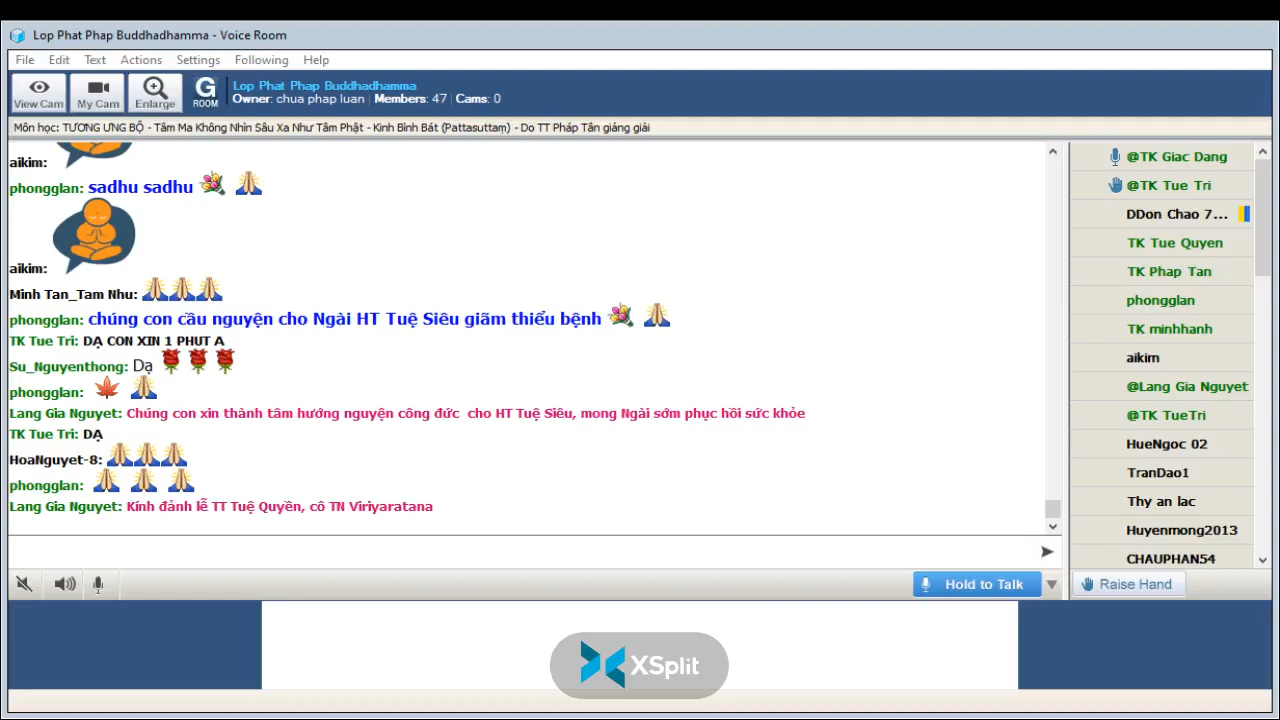 Lop Phat Phap Buddhadhamma - Voice Room
File Edit Text Actions Settings Following Help
View Cam My Cam Enlarge G ROOM
Lop Phat Phap Buddhadhamma
Owner: chua phap luan | Members: 47 | Cams: 0
Môn học: TƯƠNG ƯNG BỘ - Tâm Ma Không Nhìn Sâu Xa Như Tâm Phật - Kinh Bình Bát (Pattasuttaṃ) - Do TT Pháp Tân giảng giải
aikim:
phongglan: sadhu sadhu
aikim:
Minh Tan_Tam Nhu:
phongglan: chúng con cầu nguyện cho Ngài HT Tuệ Siêu giãm thiểu bệnh
TK Tue Tri: DẠ CON XIN 1 PHUT A
Su_Nguyenthong: Dạ
phongglan:
Lang Gia Nguyet: Chúng con xin thành tâm hướng nguyện công đức  cho HT Tuệ Siêu, mong Ngài sớm phục hồi sức khỏe
TK Tue Tri: DẠ
HoaNguyet-8:
phongglan:
Lang Gia Nguyet: Kính đảnh lễ TT Tuệ Quyền, cô TN Viriyaratana
@TK Giac Dang
@TK Tue Tri
DDon Chao 7...
TK Tue Quyen
TK Phap Tan
phongglan
TK minhhanh
aikim
@Lang Gia Nguyet
@TK TueTri
HueNgoc 02
TranDao1
Thy an lac
Huyenmong2013
CHAUPHAN54
Hold to Talk
Raise Hand
XSplit